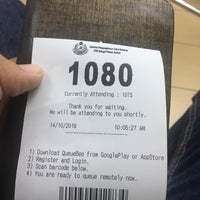 1080
Currently Attending : 1075
Thank you for waiting.
We will be attending to you shortly.
14/10/2018 10:05:27 AM
1) Download QueueBee from GooglePlay or AppStore
2) Register and Login.
3) Scan barcode below.
4) You are ready to queue remotely now.